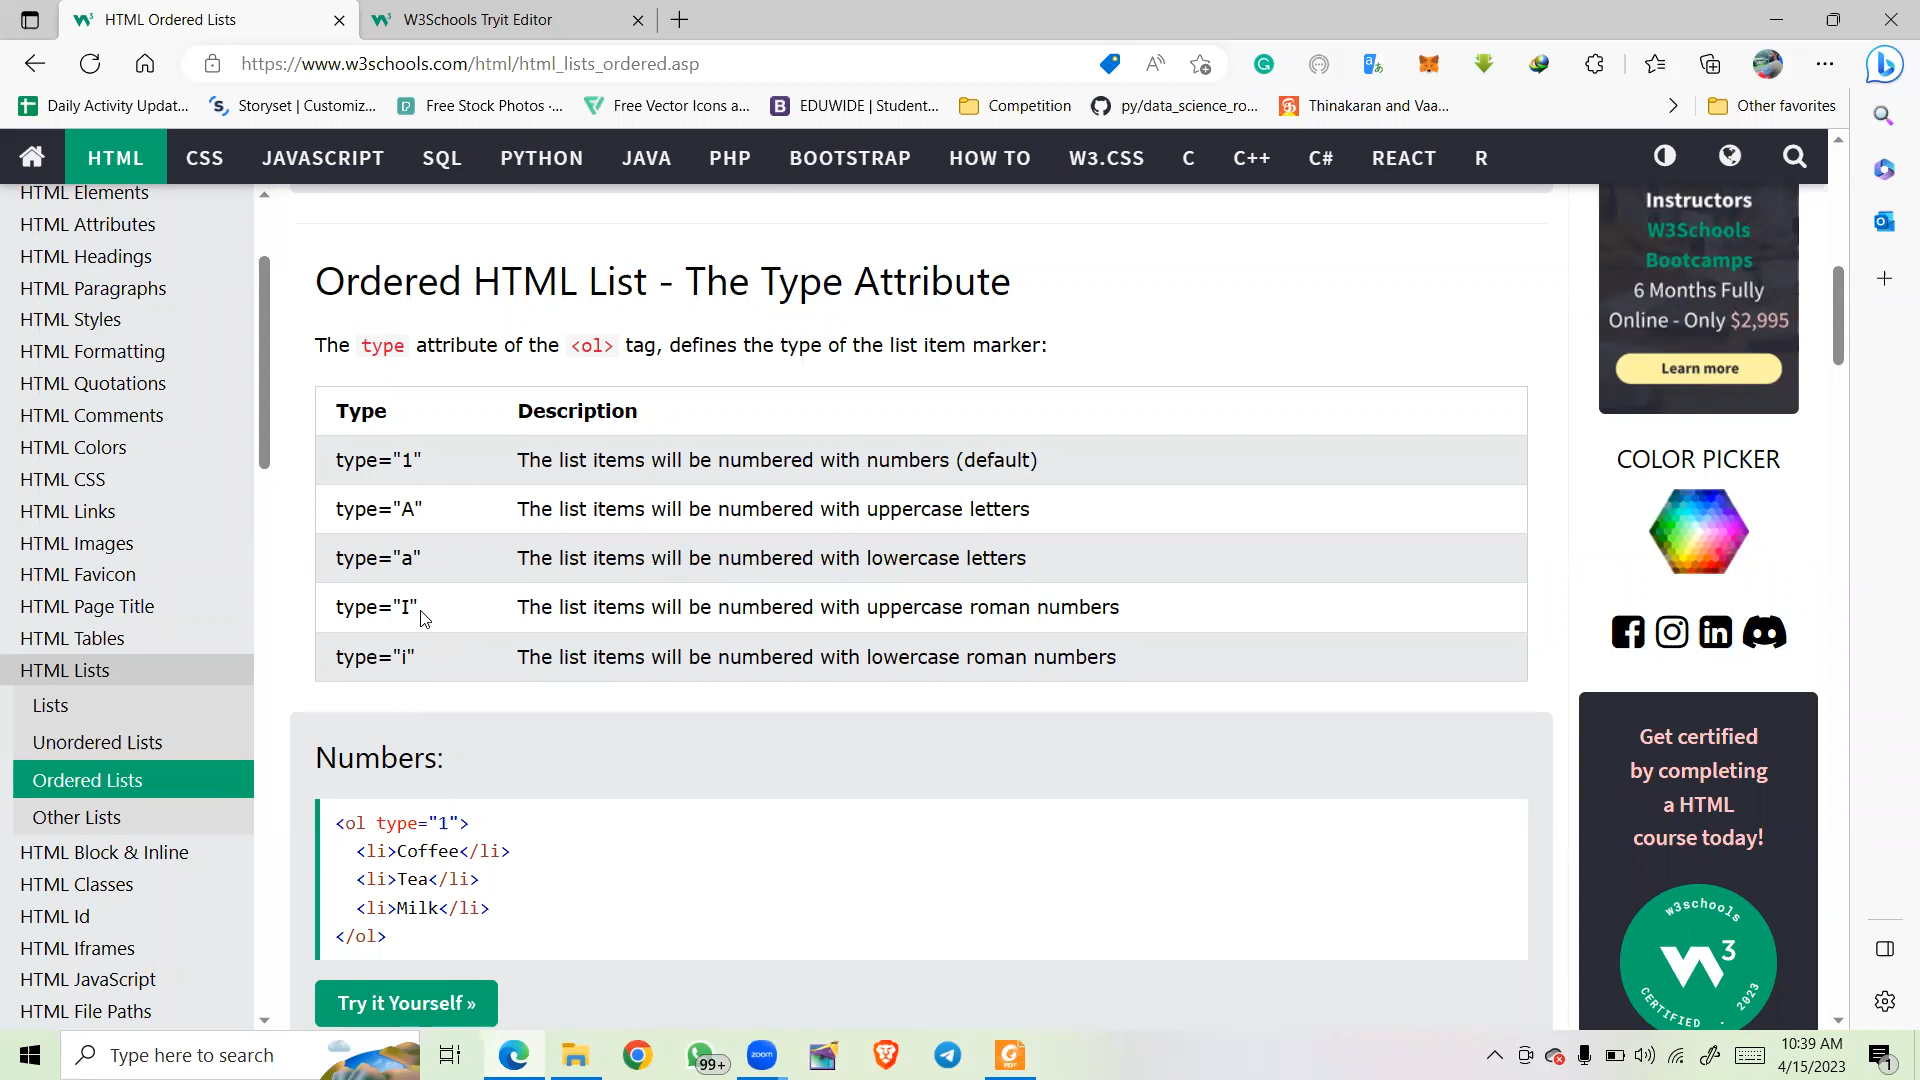 HTML Ordered Lists
W3Schools Tryit Editor
https://www.w3schools.com/html/html_lists_ordered.asp
Daily Activity Updat...
Storyset | Customiz...
Free Stock Photos ·...
Free Vector Icons a...
EDUWIDE | Student...
Competition
py/data_science_ro...
Thinakaran and Vaa...
Other favorites
HTML
CSS
JAVASCRIPT
SQL
PYTHON
JAVA
PHP
BOOTSTRAP
HOW TO
W3.CSS
C
C++
C#
REACT
R
HTML Elements
HTML Attributes
HTML Headings
HTML Paragraphs
HTML Styles
HTML Formatting
HTML Quotations
HTML Comments
HTML Colors
HTML CSS
HTML Links
HTML Images
HTML Favicon
HTML Page Title
HTML Tables
HTML Lists
Lists
Unordered Lists
Ordered Lists
Other Lists
HTML Block & Inline
HTML Classes
HTML Id
HTML Iframes
HTML JavaScript
HTML File Paths
Ordered HTML List - The Type Attribute
The type attribute of the <ol> tag, defines the type of the list item marker:
Type Description
type="1" The list items will be numbered with numbers (default)
type="A" The list items will be numbered with uppercase letters
type="a" The list items will be numbered with lowercase letters
type="I" The list items will be numbered with uppercase roman numbers
type="i" The list items will be numbered with lowercase roman numbers
Numbers:
<ol type="1">
<li>Coffee</li>
<li>Tea</li>
<li>Milk</li>
</ol>
Try it Yourself »
Instructors
W3Schools
Bootcamps
6 Months Fully
Online - Only $2,995
Learn more
COLOR PICKER
Get certified
by completing
a HTML
course today!
w3schools
W3
CERTIFIED . 2023
Type here to search
99+
zoom
PDF
10:39 AM
4/15/2023
1